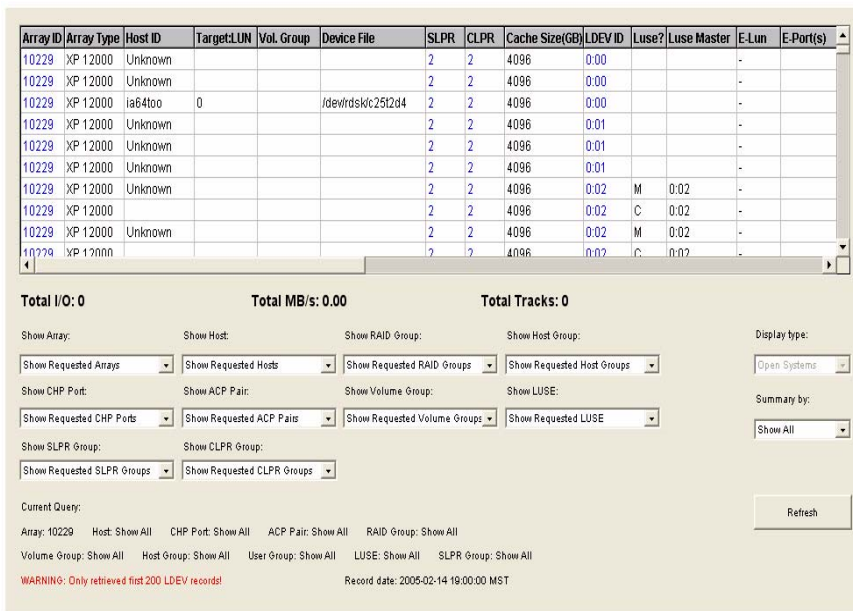 Array ID Array Type Host ID Target:LUN Vol. Group Device File SLPR CLPR Cache Size(GB) LDEV ID Luse? Luse Master E-Lun E-Port(s)
10229 XP 12000 Unknown 2 2 4096 0:00 -
10229 XP 12000 Unknown 2 2 4096 0:00 -
10229 XP 12000 ia64too 0 /dev/rdsk/c25t2d4 2 2 4096 0:00 -
10229 XP 12000 Unknown 2 2 4096 0:01 -
10229 XP 12000 Unknown 2 2 4096 0:01 -
10229 XP 12000 Unknown 2 2 4096 0:01 -
10229 XP 12000 Unknown 2 2 4096 0:02 M 0:02 -
10229 XP 12000 2 2 4096 0:02 C 0:02 -
10229 XP 12000 Unknown 2 2 4096 0:02 M 0:02 -
10229 XP 12000 2 2 4096 0:02 C 0:02 -
Total I/O: 0 Total MB/s: 0.00 Total Tracks: 0
Show Array: Show Host: Show RAID Group: Show Host Group: Display type:
Show Requested Arrays Show Requested Hosts Show Requested RAID Groups Show Requested Host Groups Open Systems
Show CHP Port: Show ACP Pair: Show Volume Group: Show LUSE: Summary by:
Show Requested CHP Ports Show Requested ACP Pairs Show Requested Volume Groups Show Requested LUSE Show All
Show SLPR Group: Show CLPR Group:
Show Requested SLPR Groups Show Requested CLPR Groups
Current Query: Refresh
Array: 10229 Host: Show All CHP Port: Show All ACP Pair: Show All RAID Group: Show All
Volume Group: Show All Host Group: Show All User Group: Show All LUSE: Show All SLPR Group: Show All
WARNING: Only retrieved first 200 LDEV records! Record date: 2005-02-14 19:00:00 MST